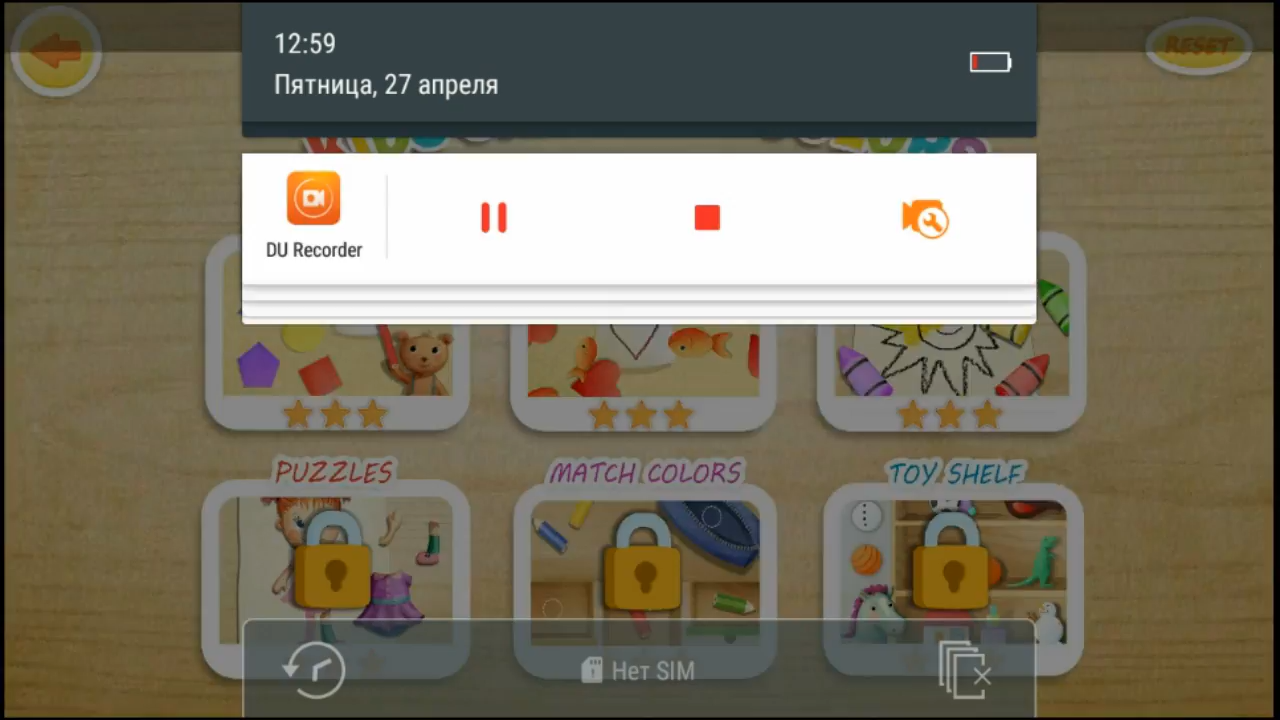 12:59
Пятница, 27 апреля
RESET
DU Recorder
PUZZLES
MATCH COLORS
TOY SHELF
Нет SIM